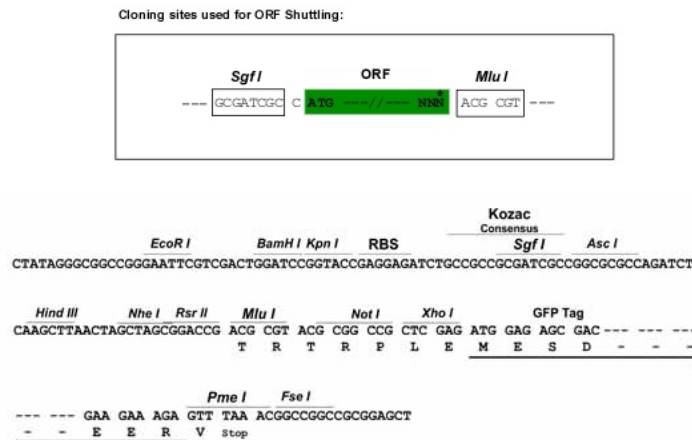 Cloning sites used for ORF Shuttling:
Sgf I ORF Mlu I
--- GCGATCGC C ATG ---//--- NNN* ACG CGT ---
Kozac
Consensus
EcoR I BamH I Kpn I RBS Sgf I Asc I
CTATAGGGCGGCCGGGAATTCGTCGACTGGATCCGGTACCGAGGAGATCTGCCGCCGCGATCGCCGGCGCGCCAGATCT
Hind III Nhe I Rsr II Mlu I Not I Xho I GFP Tag
CAAGCTTAACTAGCTAGCGGACCG ACG CGT ACG CGG CCG CTC GAG ATG GAG AGC GAC--- --- ---
T R T R P L E M E S D - - -
Pme I Fse I
--- --- GAA GAA AGA GTT TAA ACGGCCGGCCGCGGAGCT
- - E E R V Stop